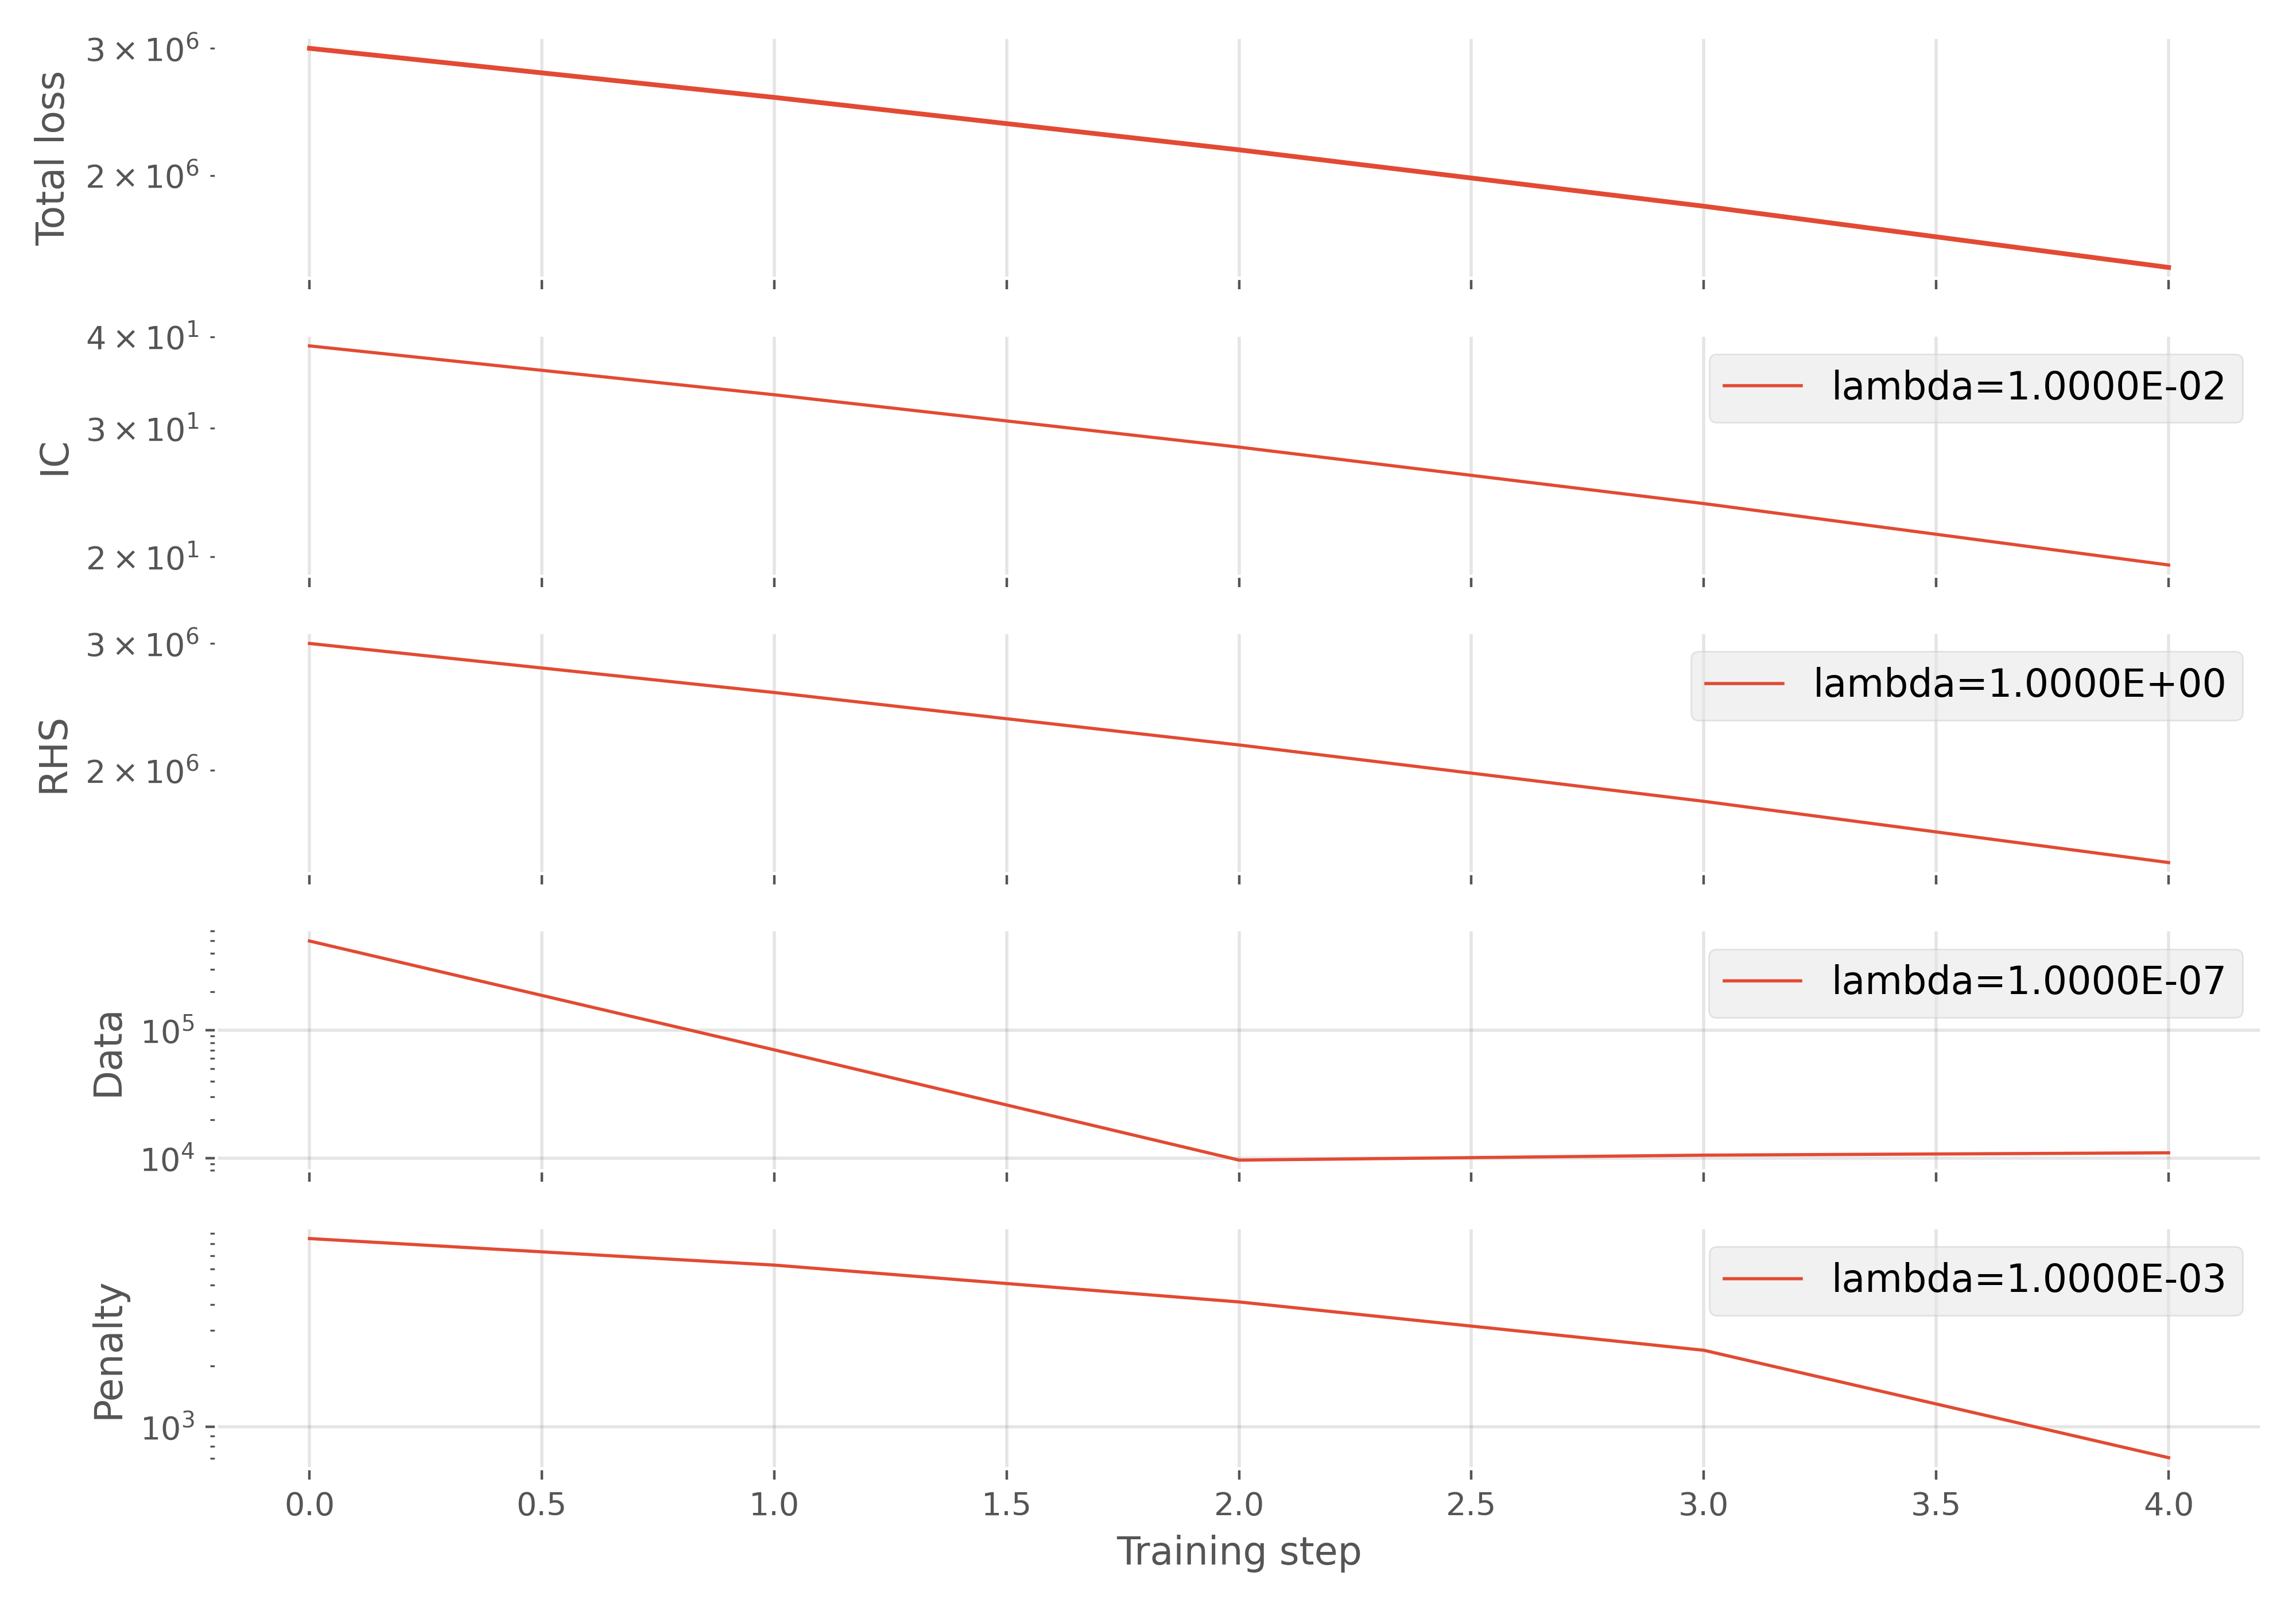 Total loss
3×10⁶
2×10⁶
IC
4×10¹
3×10¹
2×10¹
lambda=1.0000E-02
RHS
3×10⁶
2×10⁶
lambda=1.0000E+00
Data
10⁵
10⁴
lambda=1.0000E-07
Penalty
10³
lambda=1.0000E-03
0.0 0.5 1.0 1.5 2.0 2.5 3.0 3.5 4.0
Training step